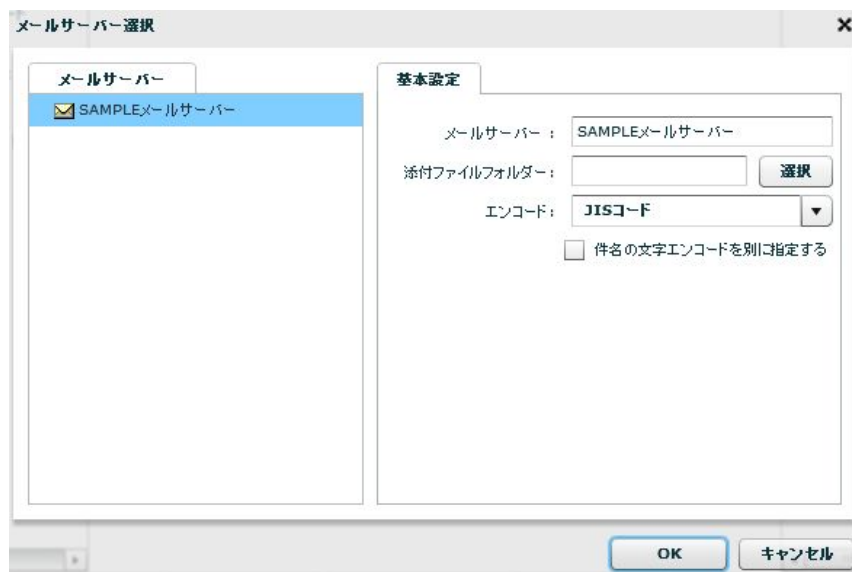 メールサーバー選択
メールサーバー
SAMPLEメールサーバー
基本設定
メールサーバー : SAMPLEメールサーバー
添付ファイルフォルダー : 選択
エンコード : JISコード
件名の文字エンコードを別に指定する
OK キャンセル